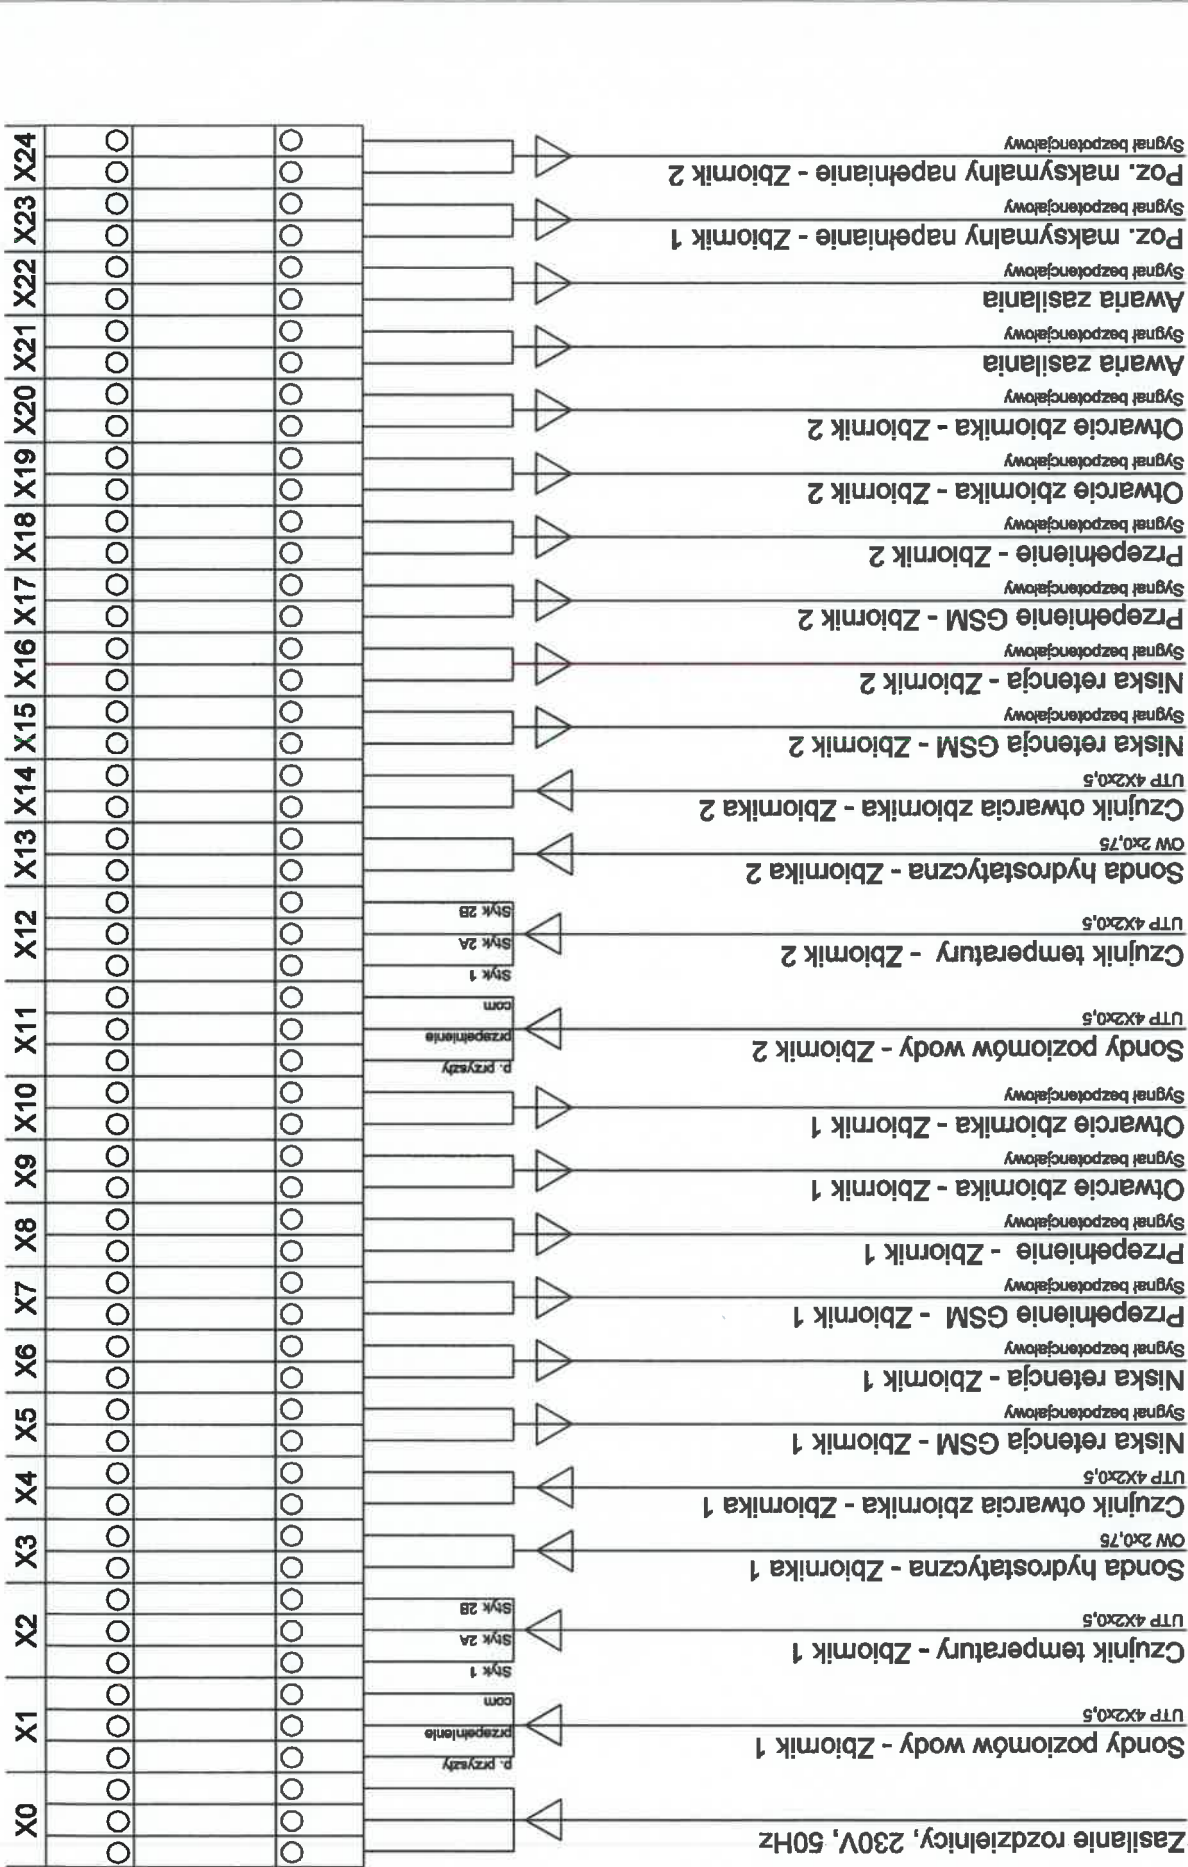 Zasilanie rozdzielnicy, 230V, 50Hz
X0
Sondy poziomów wody - Zbiornik 1
UTP 4X2x0,5
p. przyszły
przepełnienie
com
X1
Czujnik temperatury - Zbiornik 1
UTP 4X2x0,5
Styk 1
Styk 2A
Styk 2B
X2
Sonda hydrostatyczna - Zbiornika 1
OW 2x0,75
X3
Czujnik otwarcia zbiornika - Zbiornika 1
UTP 4X2x0,5
X4
Niska retencja GSM - Zbiornik 1
Sygnał bezpotencjałowy
X5
Niska retencja - Zbiornik 1
Sygnał bezpotencjałowy
X6
Przepełnienie GSM - Zbiornik 1
Sygnał bezpotencjałowy
X7
Przepełnienie - Zbiornik 1
Sygnał bezpotencjałowy
X8
Otwarcie zbiornika - Zbiornik 1
Sygnał bezpotencjałowy
X9
Otwarcie zbiornika - Zbiornik 1
Sygnał bezpotencjałowy
X10
Sondy poziomów wody - Zbiornik 2
UTP 4X2x0,5
p. przyszły
przepełnienie
com
X11
Czujnik temperatury - Zbiornik 2
UTP 4X2x0,5
Styk 1
Styk 2A
Styk 2B
X12
Sonda hydrostatyczna - Zbiornika 2
OW 2x0,75
X13
Czujnik otwarcia zbiornika - Zbiornika 2
UTP 4X2x0,5
X14
Niska retencja GSM - Zbiornik 2
Sygnał bezpotencjałowy
X15
Niska retencja - Zbiornik 2
Sygnał bezpotencjałowy
X16
Przepełnienie GSM - Zbiornik 2
Sygnał bezpotencjałowy
X17
Przepełnienie - Zbiornik 2
Sygnał bezpotencjałowy
X18
Otwarcie zbiornika - Zbiornik 2
Sygnał bezpotencjałowy
X19
Otwarcie zbiornika - Zbiornik 2
Sygnał bezpotencjałowy
X20
Awaria zasilania
Sygnał bezpotencjałowy
X21
Awaria zasilania
Sygnał bezpotencjałowy
X22
Poz. maksymalny napełnianie - Zbiornik 1
Sygnał bezpotencjałowy
X23
Poz. maksymalny napełnianie - Zbiornik 2
Sygnał bezpotencjałowy
X24